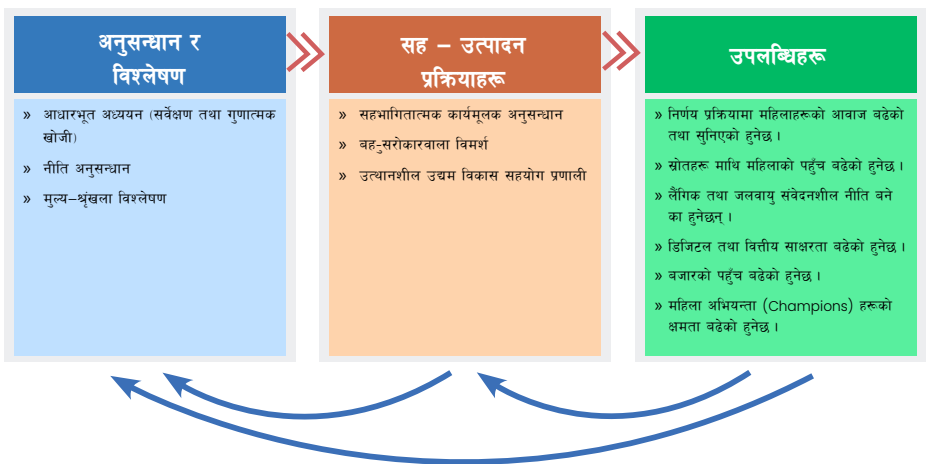 अनुसन्धान र
विश्लेषण
» आधारभूत अध्ययन (सर्वेक्षण तथा गुणात्मक
खोजी)
» नीति अनुसन्धान
» मुल्य–श्रृंखला विश्लेषण
सह – उत्पादन
प्रक्रियाहरू
» सहभागितात्मक कार्यमूलक अनुसन्धान
» बहु-सरोकारवाला विमर्श
» उत्थानशील उद्यम विकास सहयोग प्रणाली
उपलब्धिहरू
» निर्णय प्रक्रियामा महिलाहरूको आवाज बढेको
तथा सुनिएको हुनेछ ।
» स्रोतहरू माथि महिलाको पहुँच बढेको हुनेछ ।
» लैंगिक तथा जलवायु संवेदनशील नीति बने
का हुनेछन् ।
» डिजिटल तथा वित्तीय साक्षरता बढेको हुनेछ ।
» बजारको पहुँच बढेको हुनेछ ।
» महिला अभियन्ता (Champions) हरूको
क्षमता बढेको हुनेछ ।